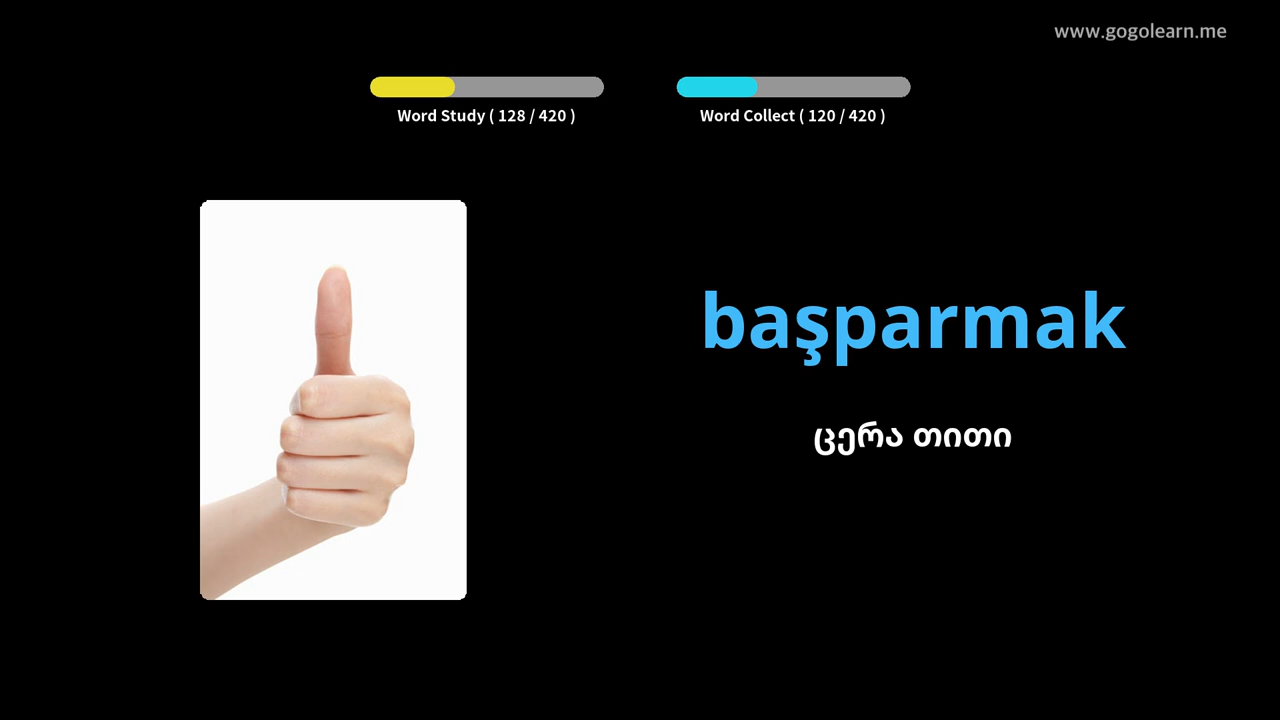 www.gogolearn.me
Word Study ( 128 / 420 )
Word Collect ( 120 / 420 )
başparmak
ცერა თითი